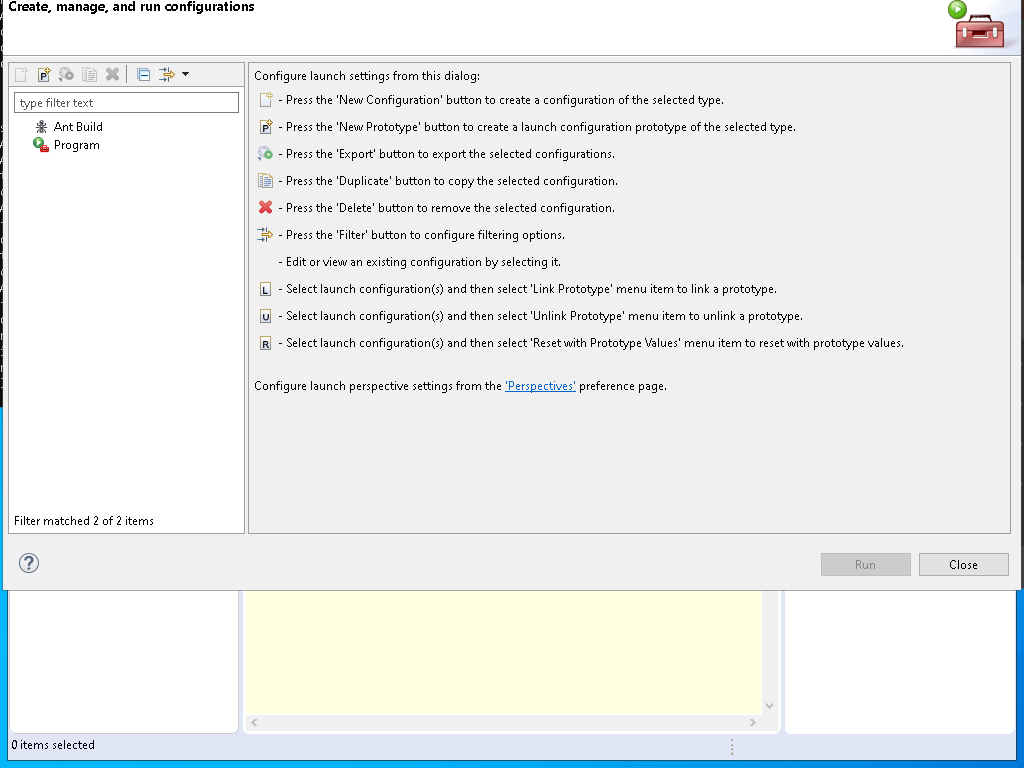 Create, manage, and run configurations
type filter text
Ant Build
Program
Filter matched 2 of 2 items
Configure launch settings from this dialog:
- Press the 'New Configuration' button to create a configuration of the selected type.
P - Press the 'New Prototype' button to create a launch configuration prototype of the selected type.
- Press the 'Export' button to export the selected configurations.
- Press the 'Duplicate' button to copy the selected configuration.
- Press the 'Delete' button to remove the selected configuration.
- Press the 'Filter' button to configure filtering options.
- Edit or view an existing configuration by selecting it.
L - Select launch configuration(s) and then select 'Link Prototype' menu item to link a prototype.
U - Select launch configuration(s) and then select 'Unlink Prototype' menu item to unlink a prototype.
R - Select launch configuration(s) and then select 'Reset with Prototype Values' menu item to reset with prototype values.
Configure launch perspective settings from the 'Perspectives' preference page.
?
Run
Close
0 items selected